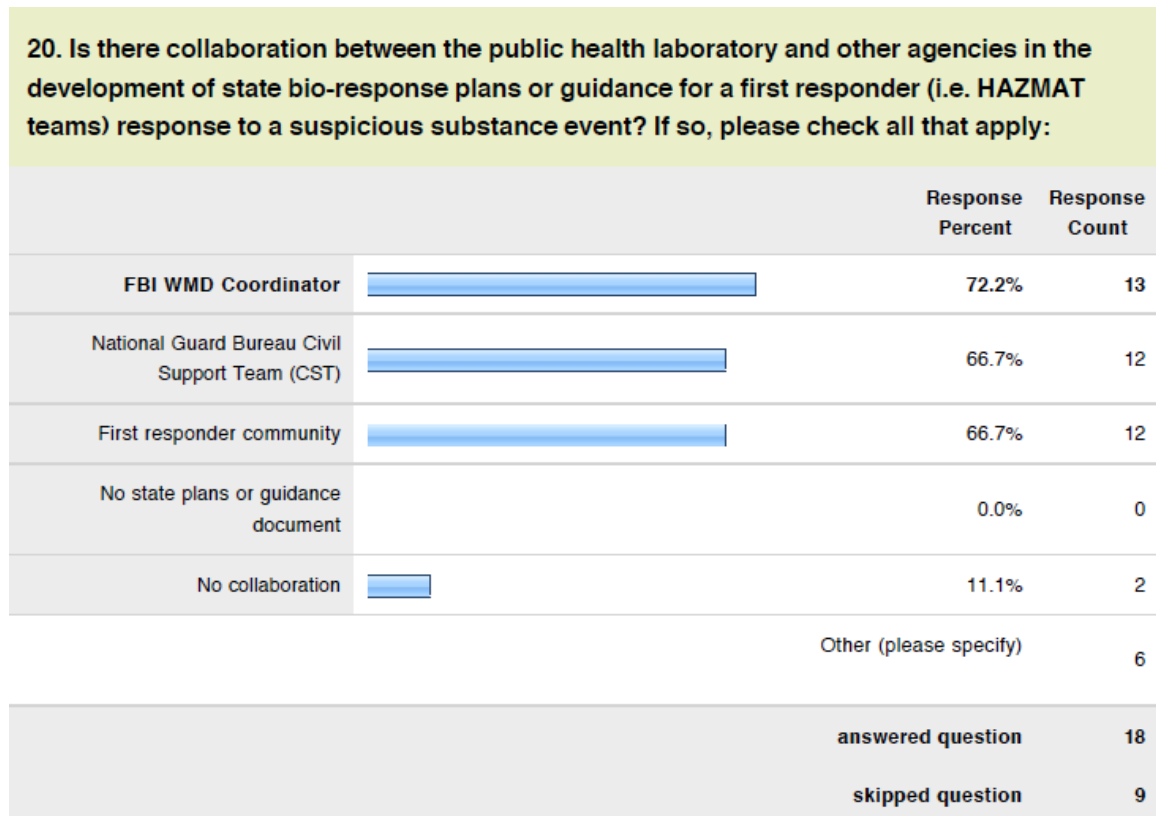 20. Is there collaboration between the public health laboratory and other agencies in the
development of state bio-response plans or guidance for a first responder (i.e. HAZMAT
teams) response to a suspicious substance event? If so, please check all that apply:
Response Percent
Response Count
FBI WMD Coordinator 72.2% 13
National Guard Bureau Civil
Support Team (CST) 66.7% 12
First responder community 66.7% 12
No state plans or guidance
document 0.0% 0
No collaboration 11.1% 2
Other (please specify) 6
answered question 18
skipped question 9